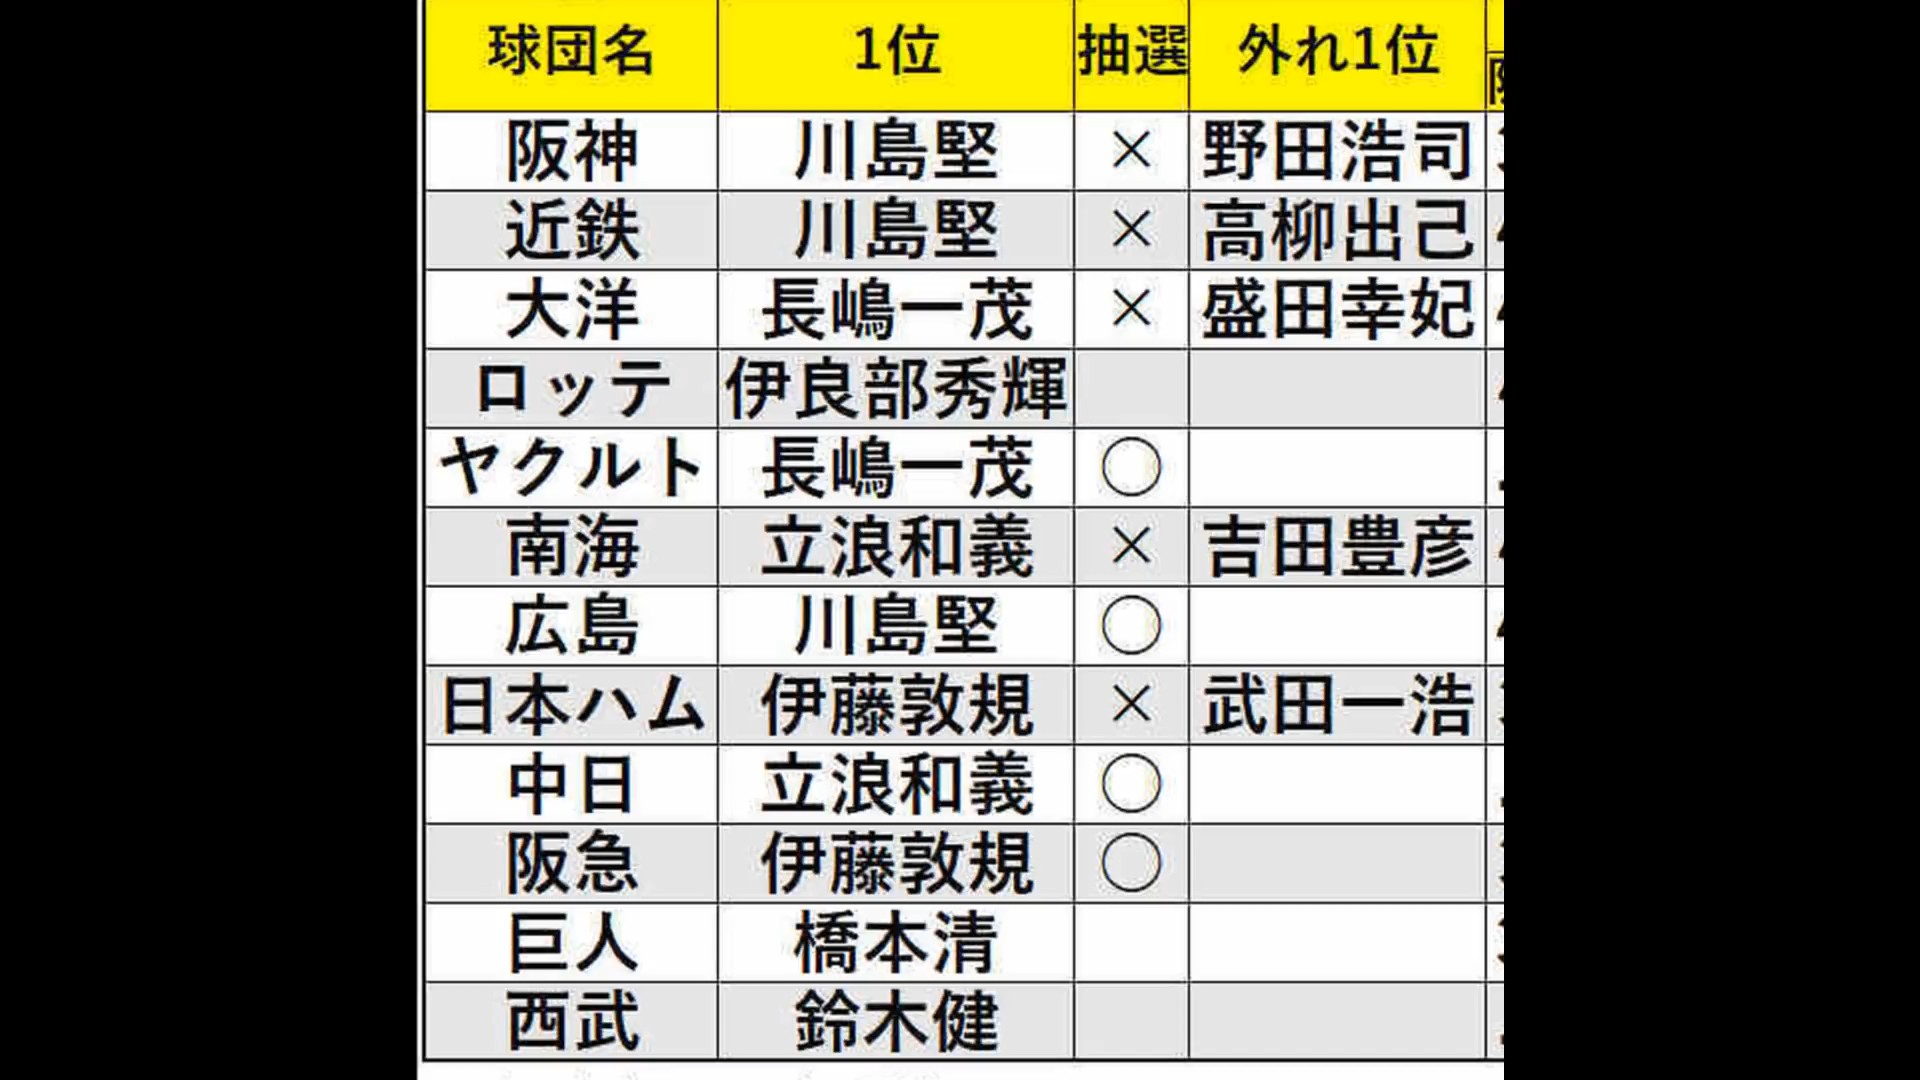 球団名 1位 抽選 外れ1位
阪神 川島堅 × 野田浩司
近鉄 川島堅 × 高柳出己
大洋 長嶋一茂 × 盛田幸妃
ロッテ 伊良部秀輝
ヤクルト 長嶋一茂 ○
南海 立浪和義 × 吉田豊彦
広島 川島堅 ○
日本ハム 伊藤敦規 × 武田一浩
中日 立浪和義 ○
阪急 伊藤敦規 ○
巨人 橋本清
西武 鈴木健